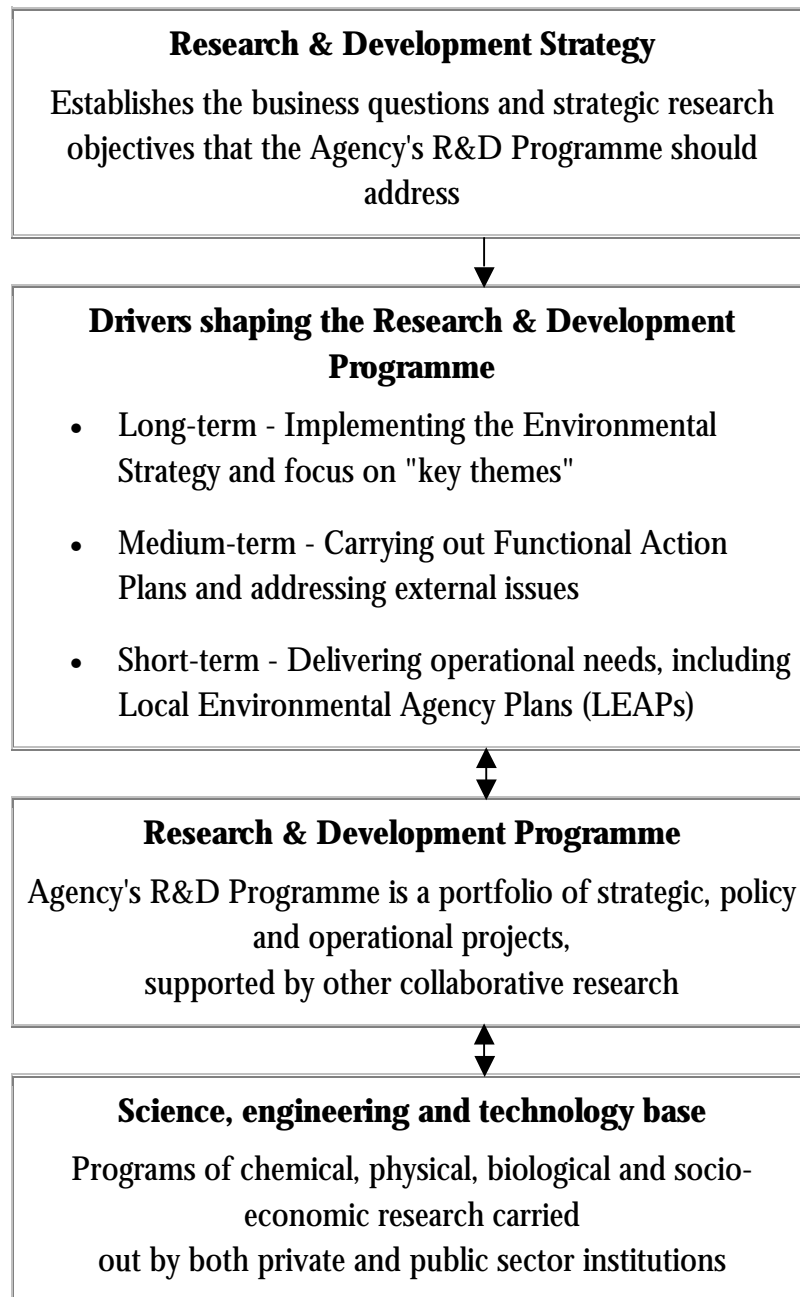 Research & Development Strategy
Establishes the business questions and strategic research
objectives that the Agency's R&D Programme should
address
Drivers shaping the Research & Development
Programme
• Long-term - Implementing the Environmental
Strategy and focus on "key themes"
• Medium-term - Carrying out Functional Action
Plans and addressing external issues
• Short-term - Delivering operational needs, including
Local Environmental Agency Plans (LEAPs)
Research & Development Programme
Agency's R&D Programme is a portfolio of strategic, policy
and operational projects,
supported by other collaborative research
Science, engineering and technology base
Programs of chemical, physical, biological and socio-
economic research carried
out by both private and public sector institutions